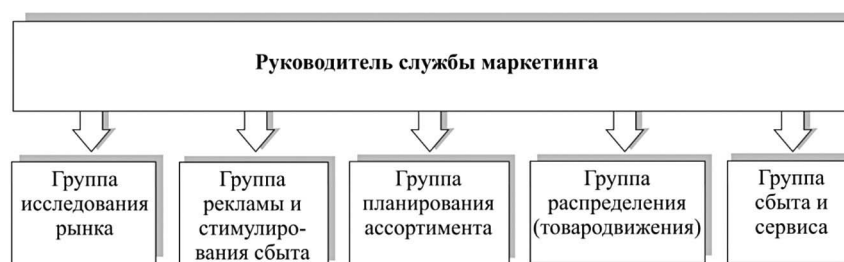 Руководитель службы маркетинга
Группа
исследования
рынка
Группа
рекламы и
стимулиро-
вания сбыта
Группа
планирования
ассортимента
Группа
распределения
(товародвижения)
Группа
сбыта и
сервиса